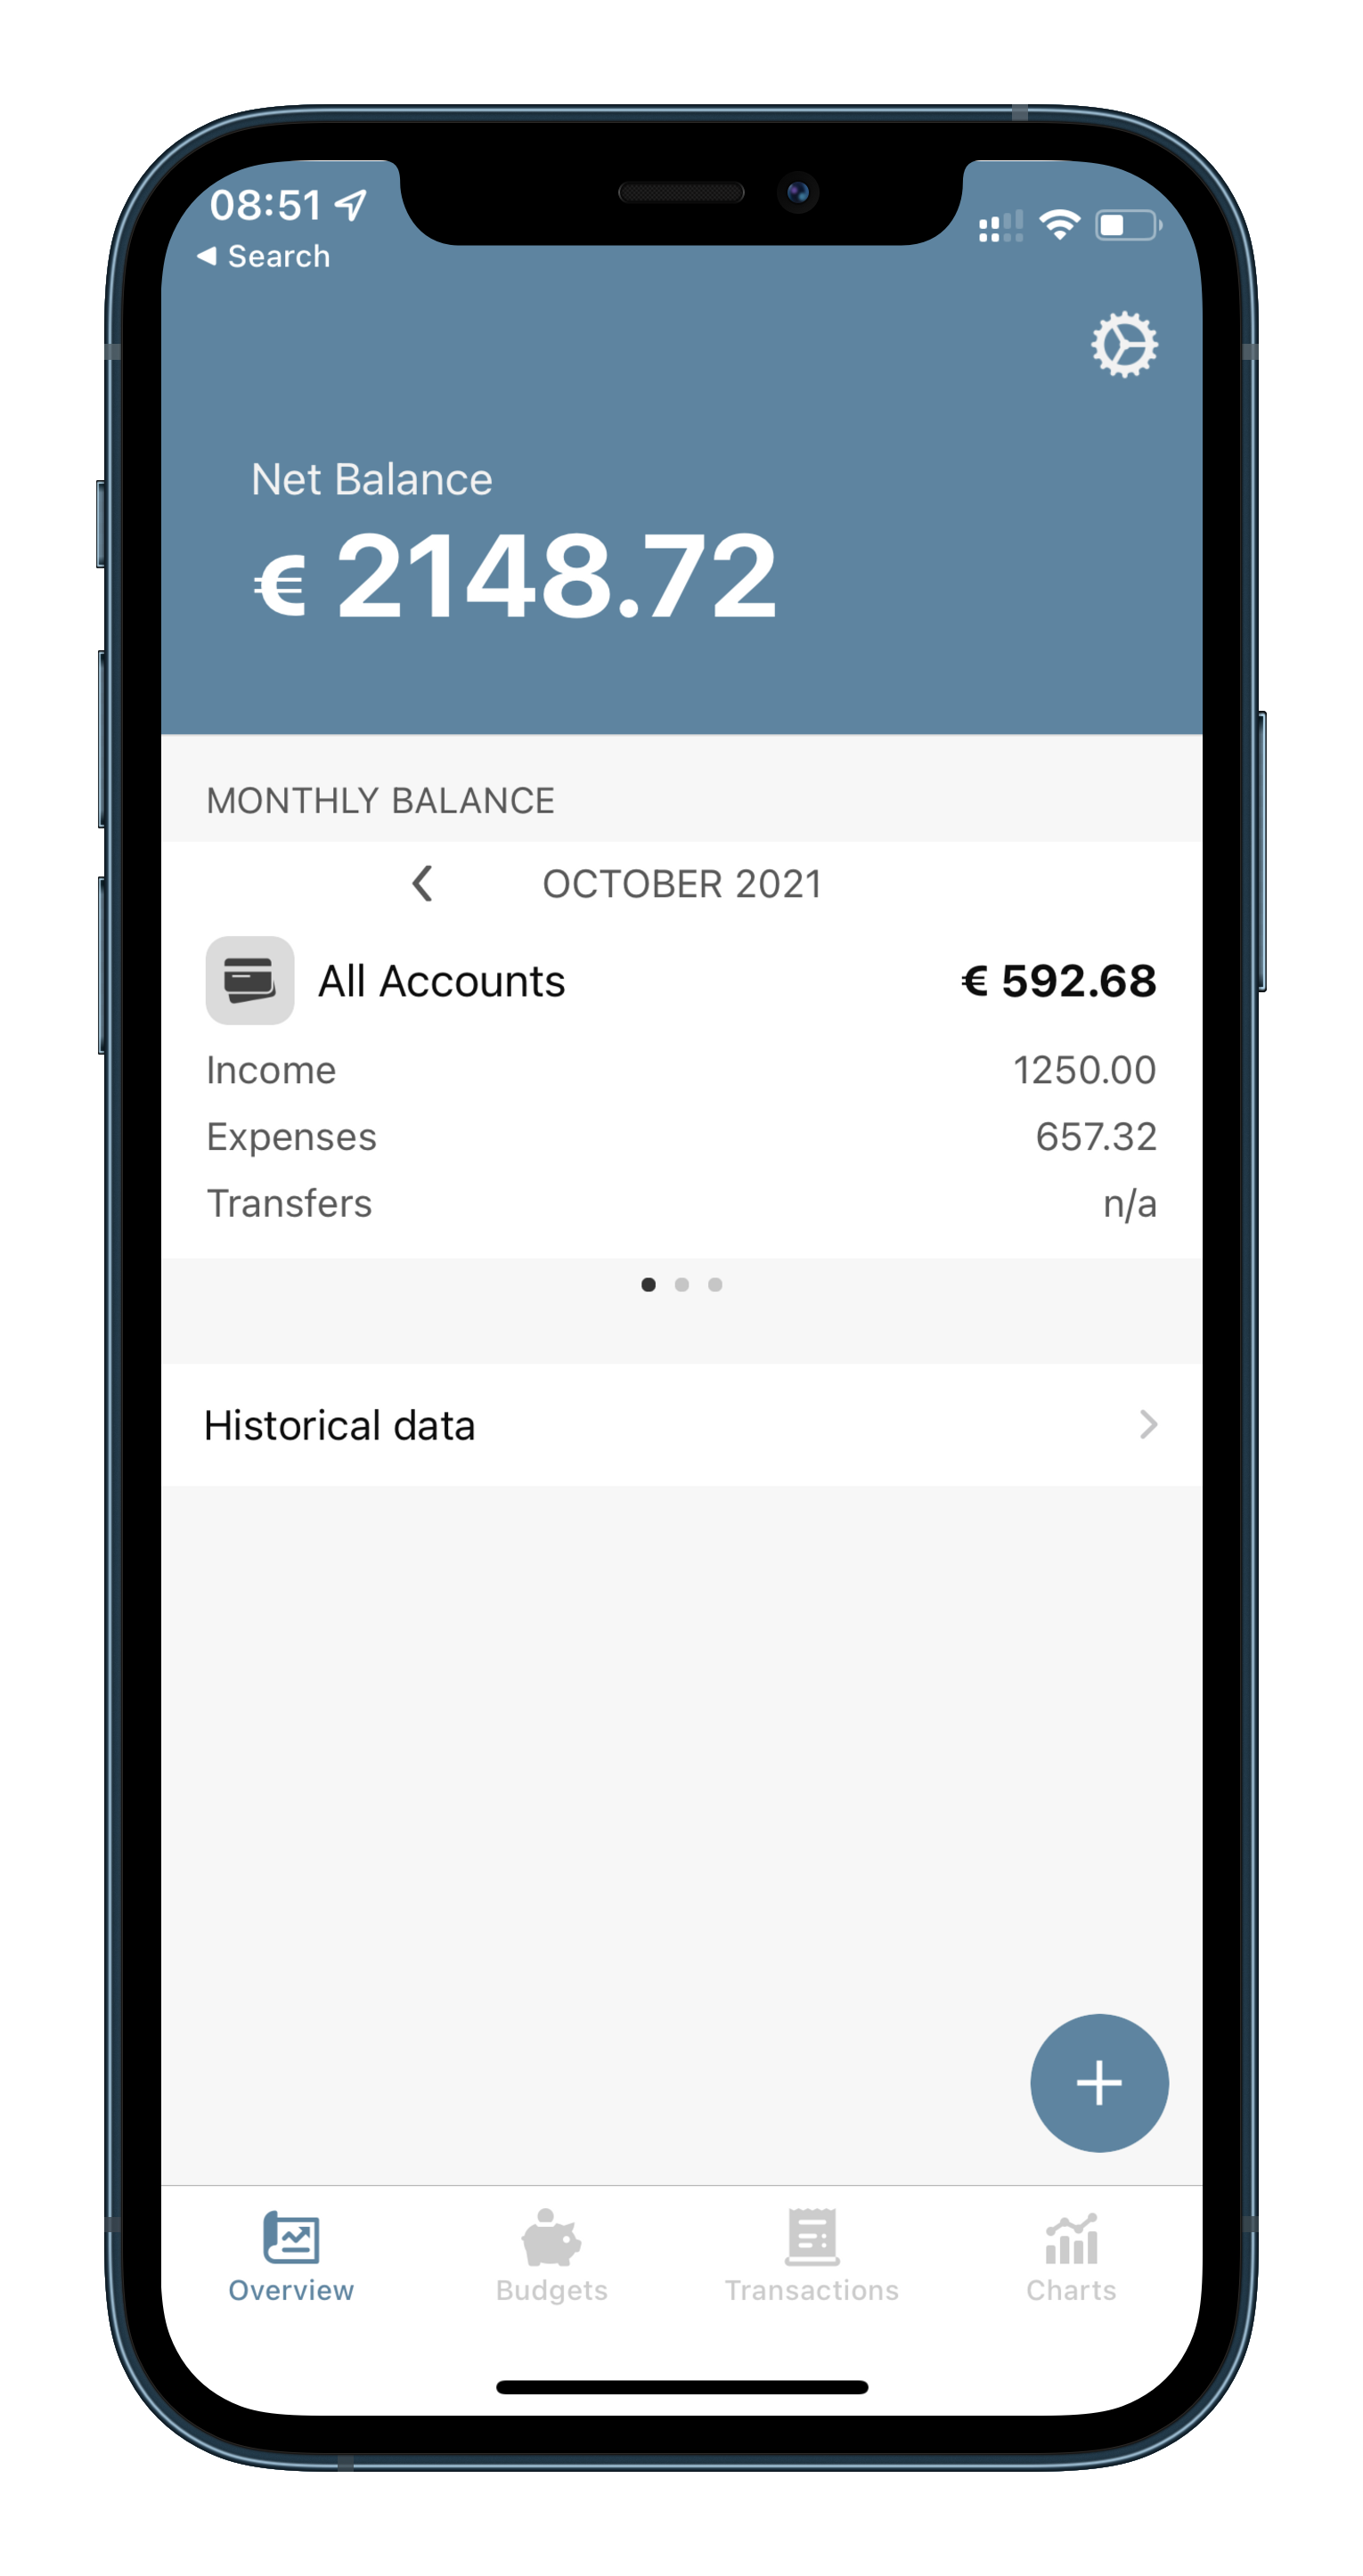 08:51
◀ Search
Net Balance
€ 2148.72
MONTHLY BALANCE
OCTOBER 2021
All Accounts € 592.68
Income 1250.00
Expenses 657.32
Transfers n/a
Historical data
Overview Budgets Transactions Charts